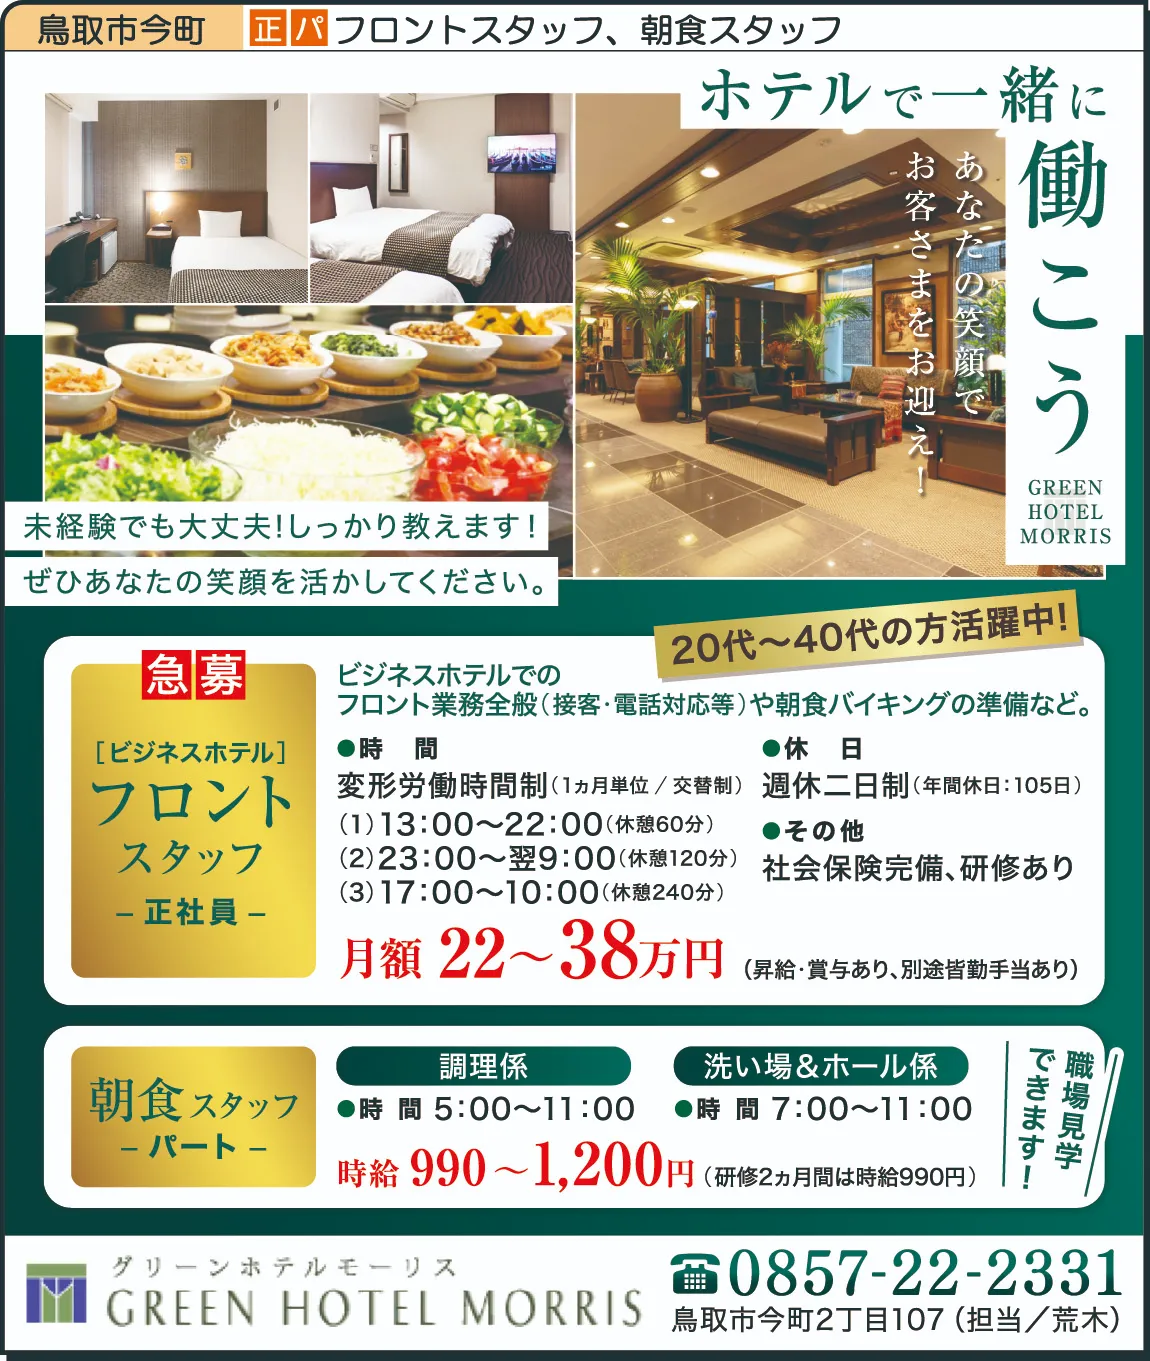 鳥取市今町
正 パ フロントスタッフ、朝食スタッフ
ホテルで一緒に
働こう
あなたの笑顔で
お客さまをお迎え!
GREEN
HOTEL
MORRIS
未経験でも大丈夫!しっかり教えます!
ぜひあなたの笑顔を活かしてください。
20代〜40代の方活躍中!
急募
[ビジネスホテル]
フロント
スタッフ
– 正社員 –
ビジネスホテルでの
フロント業務全般(接客・電話対応等)や朝食バイキングの準備など。
●時 間
変形労働時間制(1ヵ月単位 / 交替制)
(1)13:00〜22:00(休憩60分)
(2)23:00〜翌9:00(休憩120分)
(3)17:00〜10:00(休憩240分)
●休 日
週休二日制(年間休日:105日)
●その他
社会保険完備、研修あり
月額 22〜38万円 (昇給・賞与あり、別途皆勤手当あり)
朝食スタッフ
– パート –
調理係
●時 間 5:00〜11:00
洗い場&ホール係
●時 間 7:00〜11:00
時給 990〜1,200円(研修2ヵ月間は時給990円)
職場見学
できます!
グリーンホテルモーリス
GREEN HOTEL MORRIS
0857-22-2331
鳥取市今町2丁目107(担当/荒木)